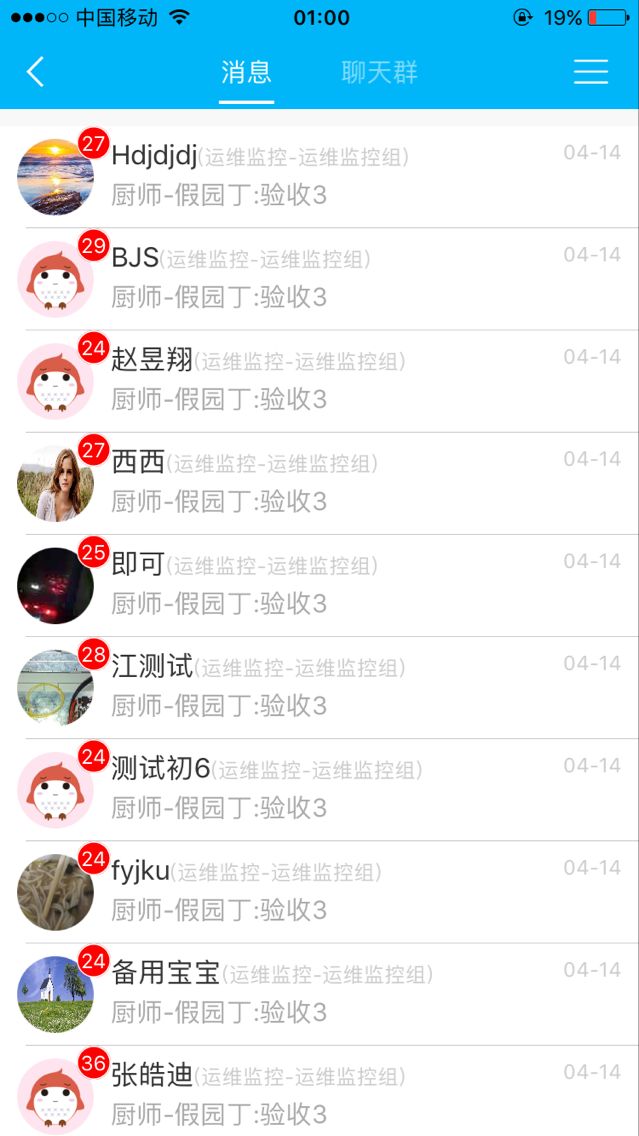 中国移动 01:00 19%
消息 聊天群
27 Hdjdjdj(运维监控-运维监控组) 04-14
厨师-假园丁:验收3
29 BJS(运维监控-运维监控组) 04-14
厨师-假园丁:验收3
24 赵昱翔(运维监控-运维监控组) 04-14
厨师-假园丁:验收3
27 西西(运维监控-运维监控组) 04-14
厨师-假园丁:验收3
25 即可(运维监控-运维监控组) 04-14
厨师-假园丁:验收3
28 江测试(运维监控-运维监控组) 04-14
厨师-假园丁:验收3
24 测试初6(运维监控-运维监控组) 04-14
厨师-假园丁:验收3
24 fyjku(运维监控-运维监控组) 04-14
厨师-假园丁:验收3
24 备用宝宝(运维监控-运维监控组) 04-14
厨师-假园丁:验收3
36 张皓迪(运维监控-运维监控组) 04-14
厨师-假园丁:验收3